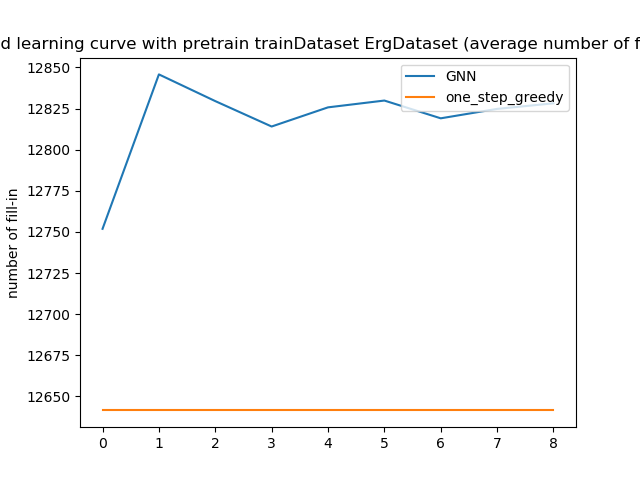 d learning curve with pretrain trainDataset ErgDataset (average number of f
GNN
one_step_greedy
number of fill-in
12850
12825
12800
12775
12750
12725
12700
12675
12650
0 1 2 3 4 5 6 7 8